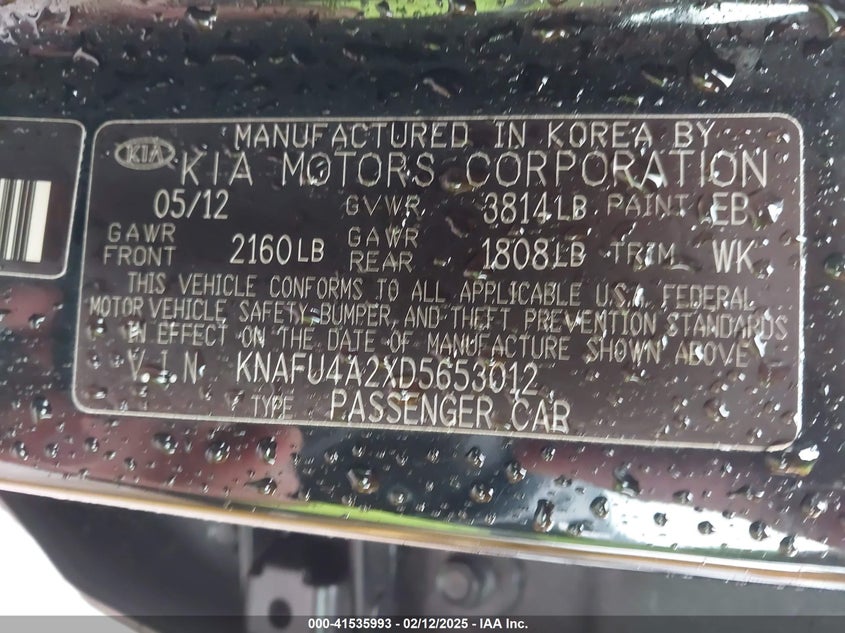 KIA
MANUFACTURED IN KOREA BY
KIA MOTORS CORPORATION
05/12 GVWR 3814LB PAINT EB
GAWR FRONT 2160LB GAWR REAR 1808LB TRIM WK
THIS VEHICLE CONFORMS TO ALL APPLICABLE U.S.A. FEDERAL
MOTOR VEHICLE SAFETY, BUMPER, AND THEFT PREVENTION STANDARDS
IN EFFECT ON THE DATE OF MANUFACTURE SHOWN ABOVE
V.I.N. KNAFU4A2XD5653012
TYPE PASSENGER CAR
000-41535993 - 02/12/2025 - IAA Inc.